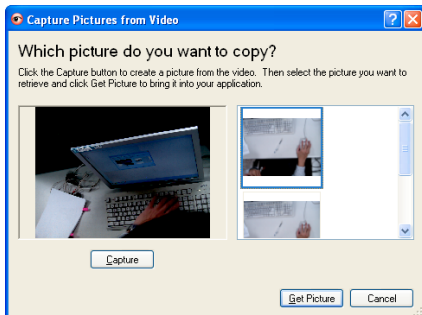 Capture Pictures from Video
Which picture do you want to copy?
Click the Capture button to create a picture from the video. Then select the picture you want to
retrieve and click Get Picture to bring it into your application.
Capture
Get Picture
Cancel